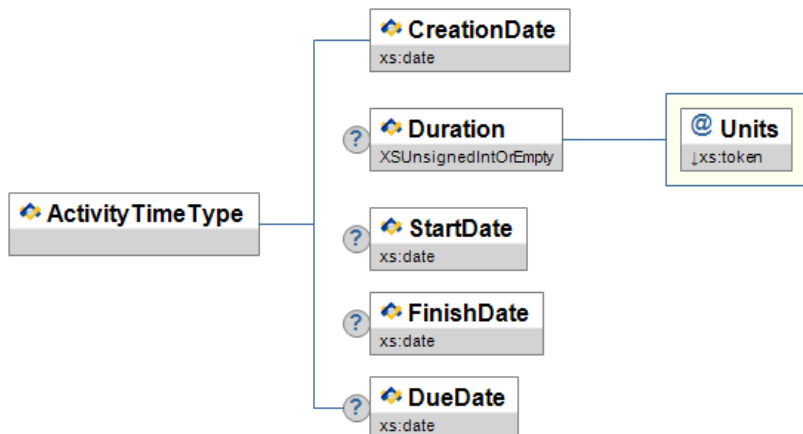 CreationDate
xs:date
?
Duration
XSUnsignedIntOrEmpty
@ Units
↓xs:token
ActivityTimeType
?
StartDate
xs:date
?
FinishDate
xs:date
?
DueDate
xs:date